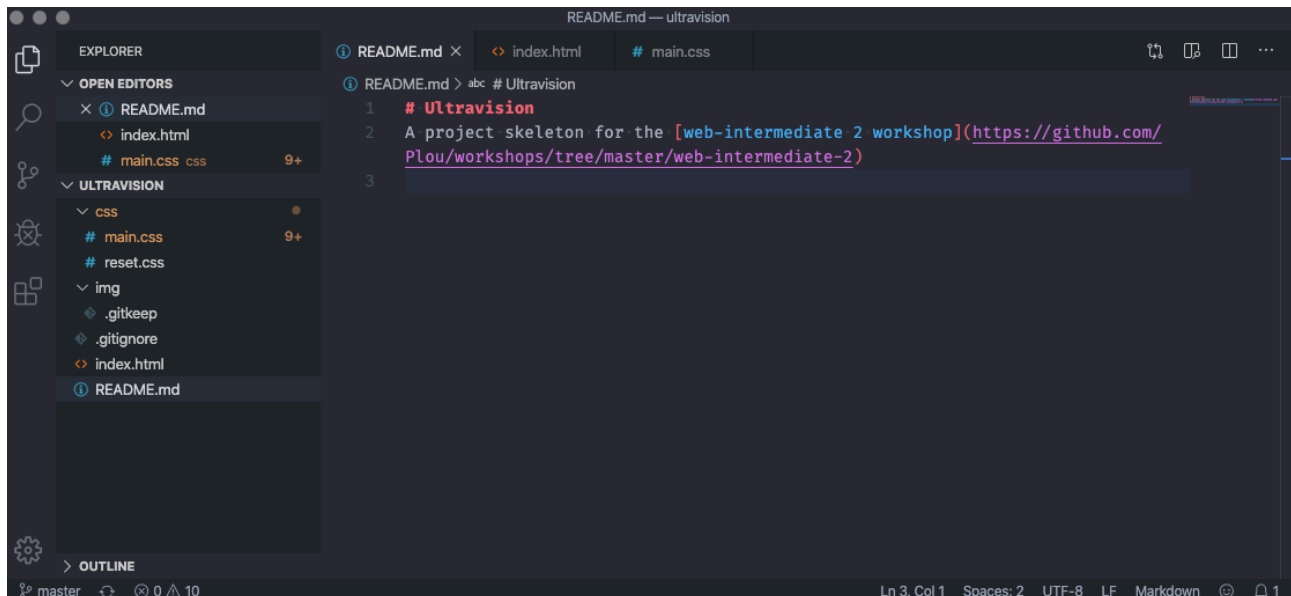 README.md — ultravision
EXPLORER
OPEN EDITORS
README.md
index.html
main.css css 9+
ULTRAVISION
css
main.css 9+
reset.css
img
.gitkeep
.gitignore
index.html
README.md
OUTLINE
README.md
index.html
main.css
README.md > abc # Ultravision
1 # Ultravision
2 A project skeleton for the [web-intermediate 2 workshop](https://github.com/
Plou/workshops/tree/master/web-intermediate-2)
3
master 0 10
Ln 3, Col 1 Spaces: 2 UTF-8 LF Markdown 1